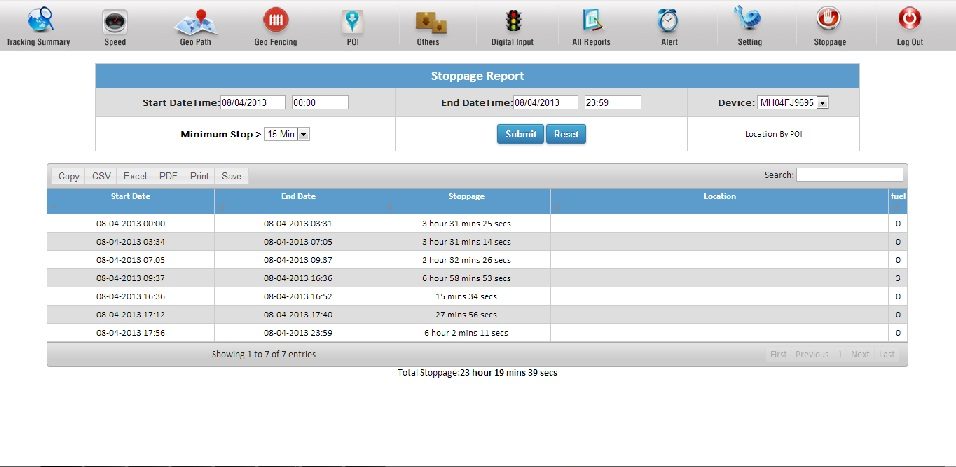 Tracking Summary Speed Geo Path Geo Fencing POI Others Digital Input All Reports Alert Setting Stoppage Log Out
Stoppage Report
Start DateTime: 08/04/2013 00:00 End DateTime: 08/04/2013 23:59 Device: MH04FJ9695
Minimum Stop > 15 Min Submit Reset Location By POI
Copy CSV Excel PDF Print Save Search:
Start Date End Date Stoppage Location fuel
08-04-2013 00:00 08-04-2013 03:31 3 hour 31 mins 25 secs 0
08-04-2013 03:34 08-04-2013 07:05 3 hour 31 mins 14 secs 0
08-04-2013 07:05 08-04-2013 09:37 2 hour 32 mins 26 secs 0
08-04-2013 09:37 08-04-2013 16:36 6 hour 58 mins 53 secs 3
08-04-2013 16:36 08-04-2013 16:52 15 mins 34 secs 0
08-04-2013 17:12 08-04-2013 17:40 27 mins 56 secs 0
08-04-2013 17:56 08-04-2013 23:59 6 hour 2 mins 11 secs 0
Showing 1 to 7 of 7 entries First Previous 1 Next Last
Total Stoppage:23 hour 19 mins 39 secs